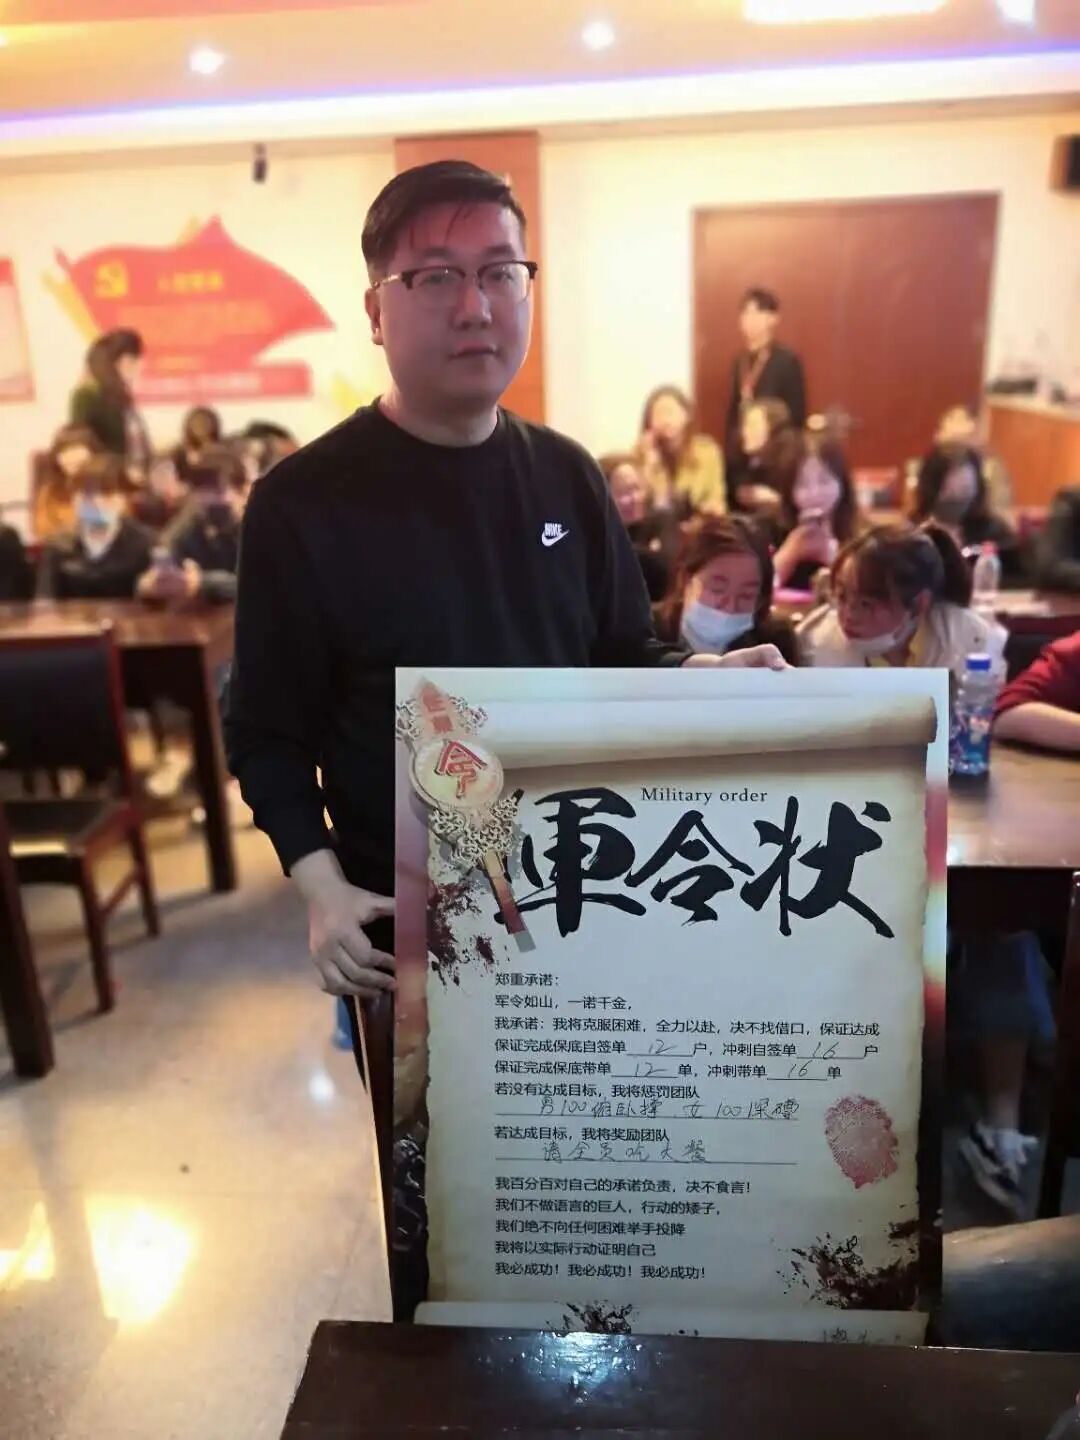 NIKE
令
Military order
軍令状
郑重承诺：
军令如山，一诺千金，
我承诺：我将克服困难，全力以赴，决不找借口，保证达成
保证完成保底自签单 12 户，冲刺自签单 16 户
保证完成保底带单 12 单，冲刺带单 16 单
若没有达成目标，我将惩罚团队
男100俯卧撑，女100深蹲
若达成目标，我将奖励团队
请全员吃大餐
我百分百对自己的承诺负责，决不食言！
我们不做语言的巨人，行动的矮子，
我们绝不向任何困难举手投降
我将以实际行动证明自己
我必成功！我必成功！我必成功！